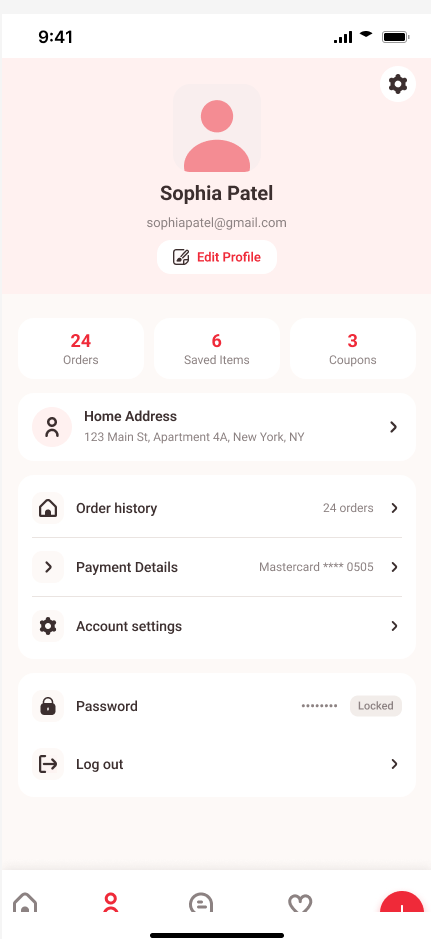 9:41
Sophia Patel
sophiapatel@gmail.com
Edit Profile
24
Orders
6
Saved Items
3
Coupons
Home Address
123 Main St, Apartment 4A, New York, NY
Order history 24 orders
Payment Details Mastercard **** 0505
Account settings
Password •••••••• Locked
Log out